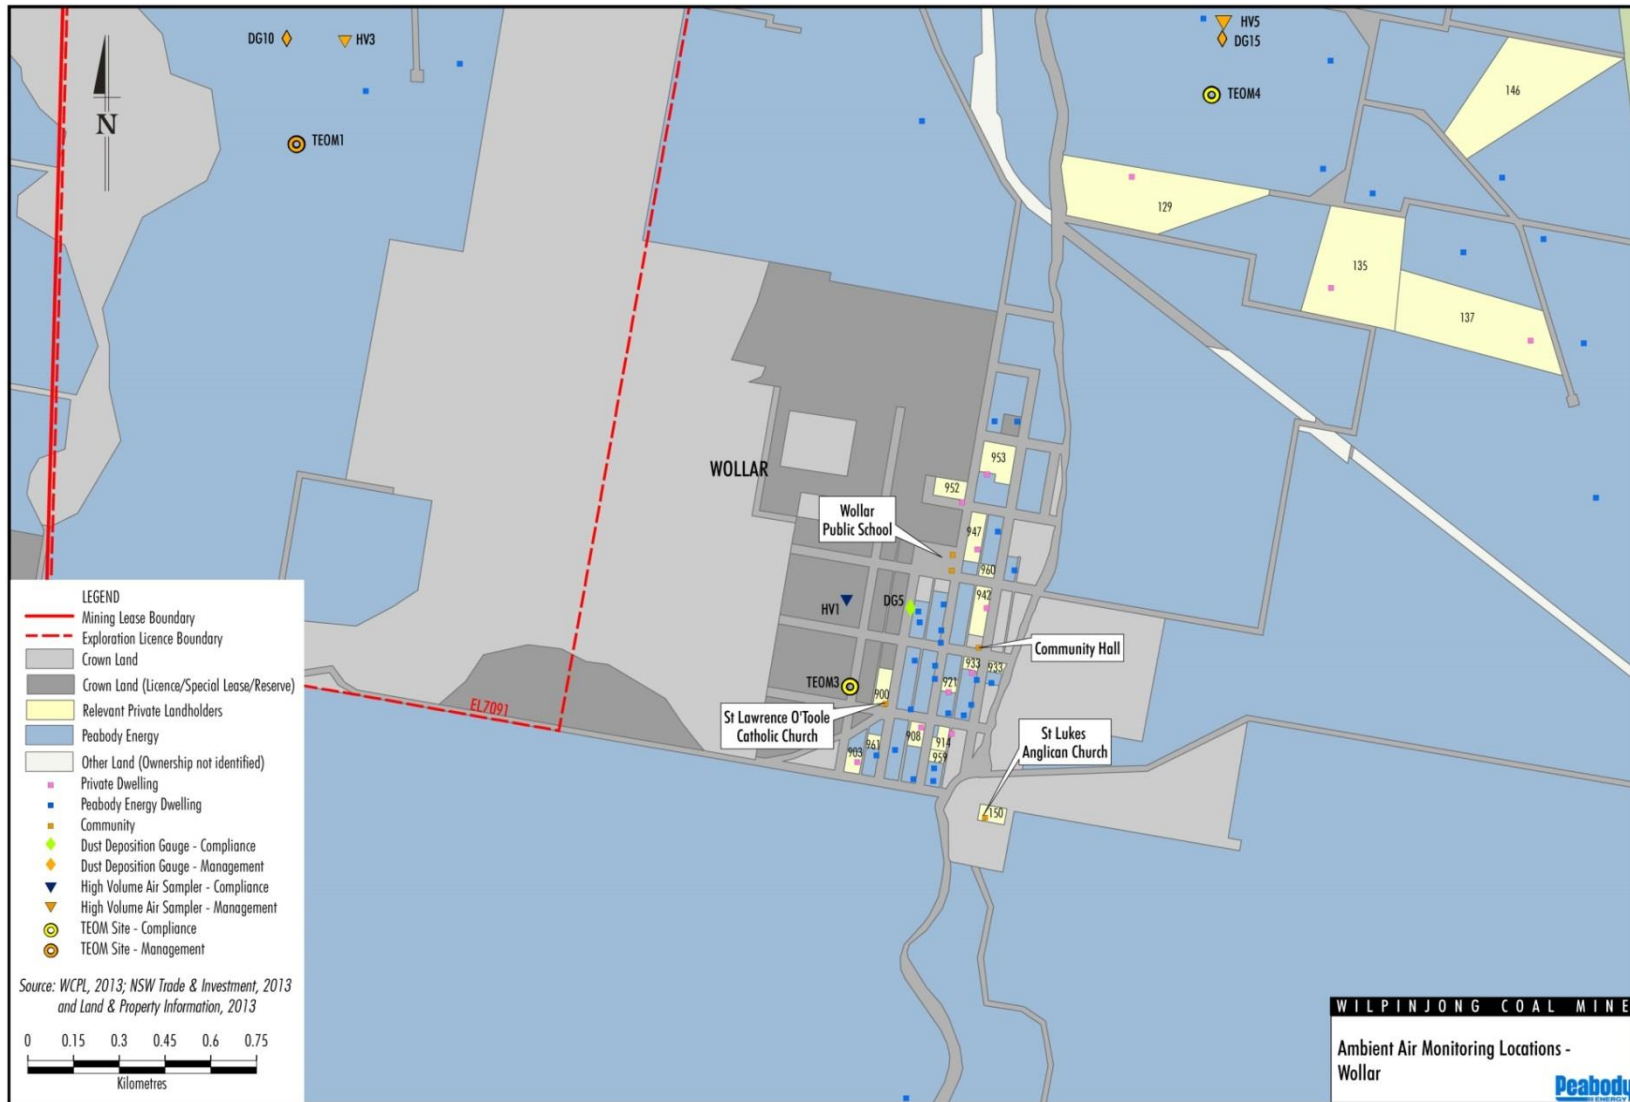 DG10
HV3
HV5
DG15
TEOM4
146
N
TEOM1
129
135
137
WOLLAR
953
952
Wollar
Public School
947
960
942
HV1
DG5
Community Hall
933
933
TEOM3
900
921
EL7091
St Lawrence O'Toole
Catholic Church
St Lukes
Anglican Church
903
961
908
914
959
150
LEGEND
Mining Lease Boundary
Exploration Licence Boundary
Crown Land
Crown Land (Licence/Special Lease/Reserve)
Relevant Private Landholders
Peabody Energy
Other Land (Ownership not identified)
Private Dwelling
Peabody Energy Dwelling
Community
Dust Deposition Gauge - Compliance
Dust Deposition Gauge - Management
High Volume Air Sampler - Compliance
High Volume Air Sampler - Management
TEOM Site - Compliance
TEOM Site - Management
Source: WCPL, 2013; NSW Trade & Investment, 2013
and Land & Property Information, 2013
0 0.15 0.3 0.45 0.6 0.75
Kilometres
WILPINJONG COAL MINE
Ambient Air Monitoring Locations -
Wollar
Peabody
ENERGY